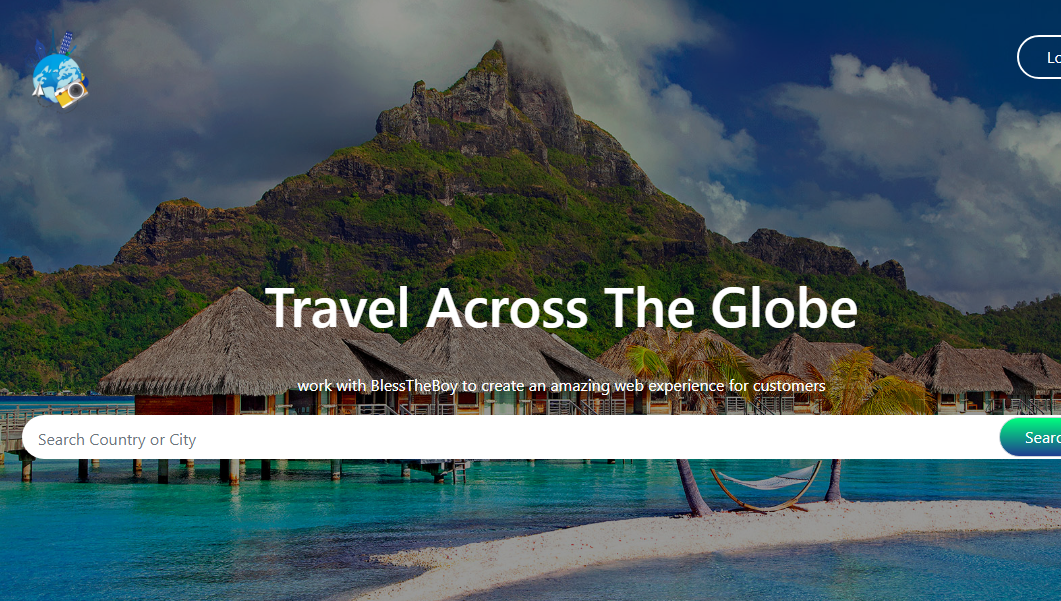 Lo
Travel Across The Globe
work with BlessTheBoy to create an amazing web experience for customers
Search Country or City
Searc